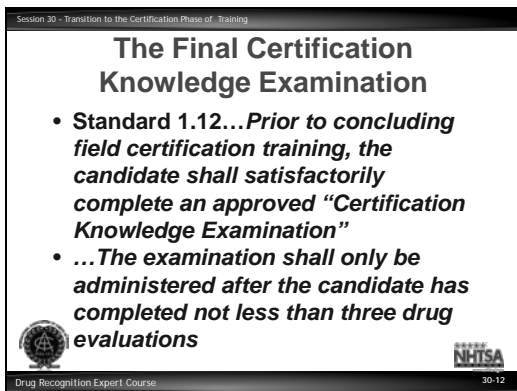 Session 30 - Transition to the Certification Phase of Training
The Final Certification
Knowledge Examination
• Standard 1.12…Prior to concluding
field certification training, the
candidate shall satisfactorily
complete an approved “Certification
Knowledge Examination”
• …The examination shall only be
administered after the candidate has
completed not less than three drug
evaluations
NHTSA
Drug Recognition Expert Course
30-12